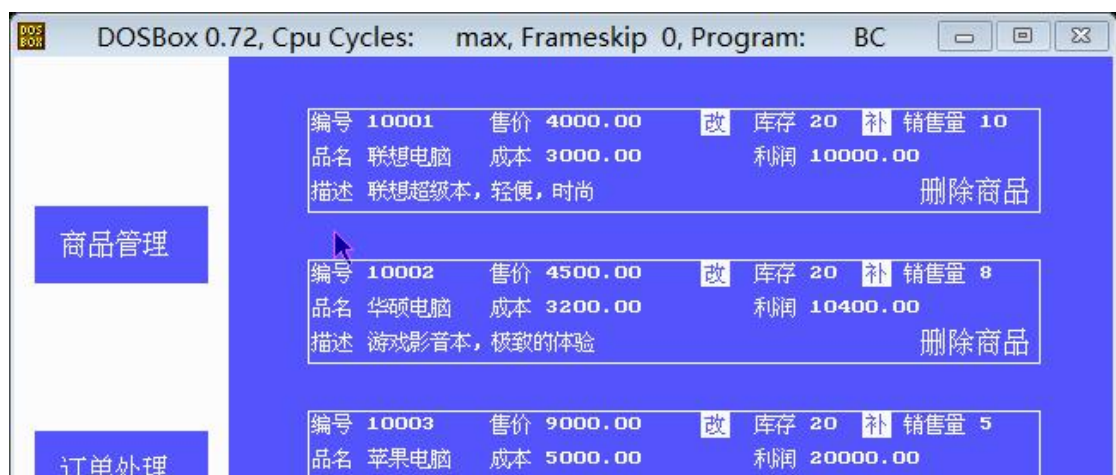 DOSBox 0.72, Cpu Cycles: max, Frameskip 0, Program: BC
编号 10001 售价 4000.00 改 库存 20 补 销售量 10
品名 联想电脑 成本 3000.00 利润 10000.00
描述 联想超级本，轻便，时尚 删除商品
商品管理
编号 10002 售价 4500.00 改 库存 20 补 销售量 8
品名 华硕电脑 成本 3200.00 利润 10400.00
描述 游戏影音本，极致的体验 删除商品
编号 10003 售价 9000.00 改 库存 20 补 销售量 5
品名 苹果电脑 成本 5000.00 利润 20000.00
订单处理